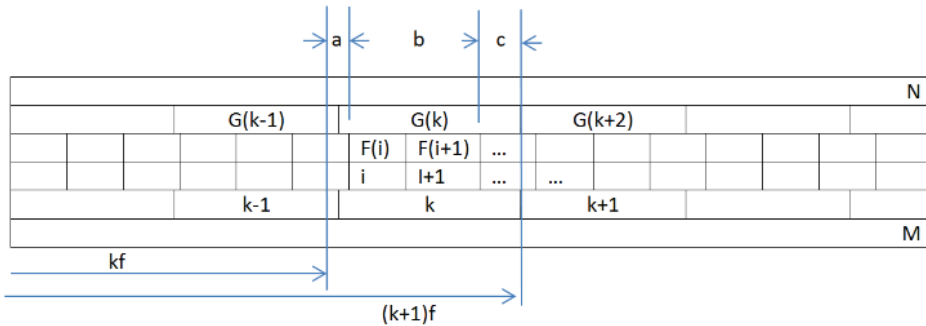 a b c
N
G(k-1) G(k) G(k+2)
F(i) F(i+1) ...
i I+1 ... ...
k-1 k k+1
M
kf
(k+1)f